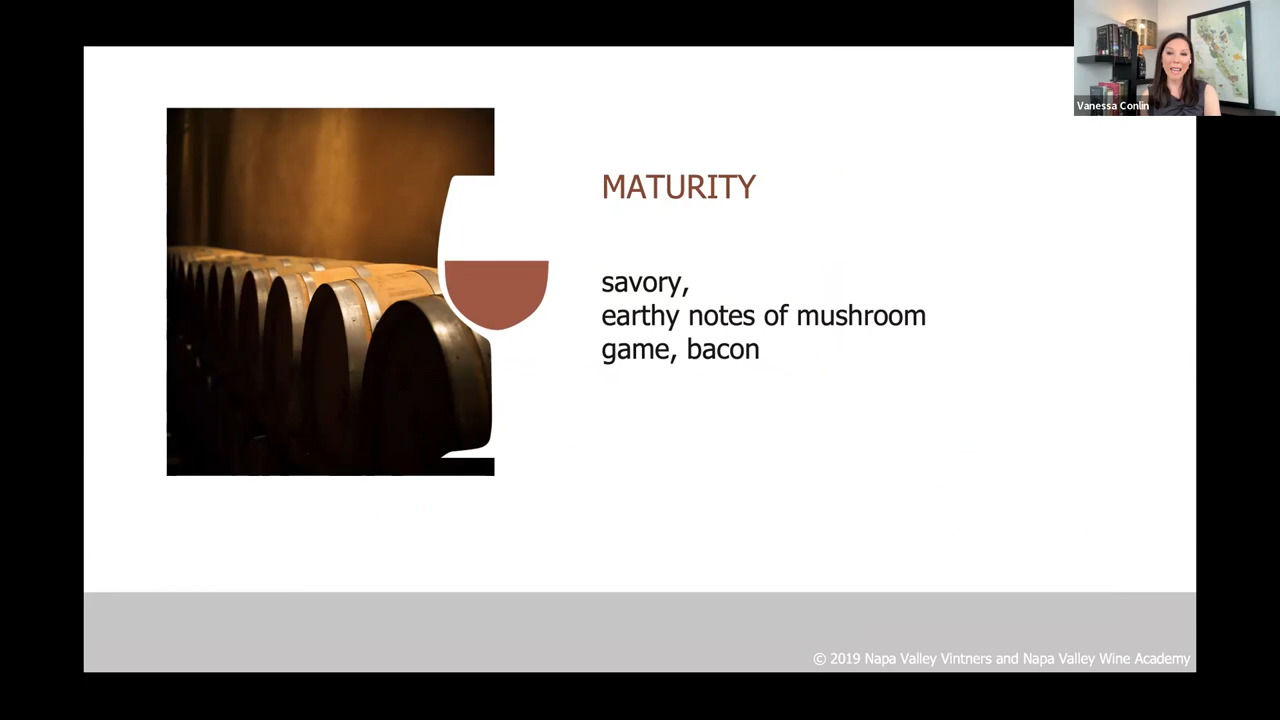 Vanessa Conlin
MATURITY
savory,
earthy notes of mushroom
game, bacon
© 2019 Napa Valley Vintners and Napa Valley Wine Academy